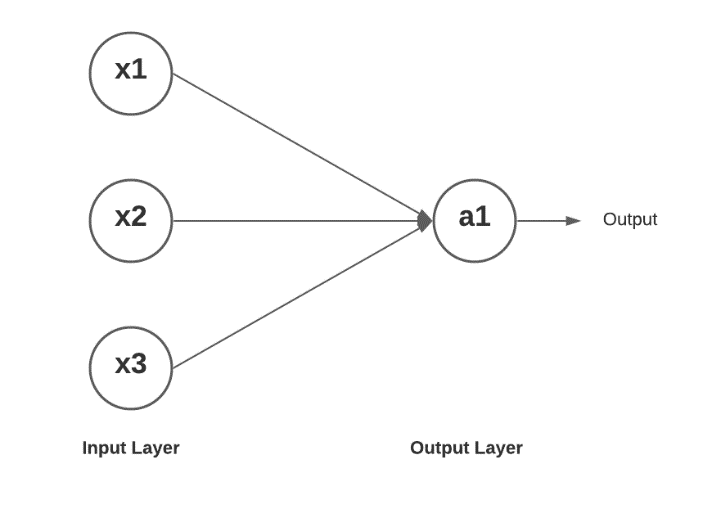 x1
x2
a1
Output
x3
Input Layer
Output Layer